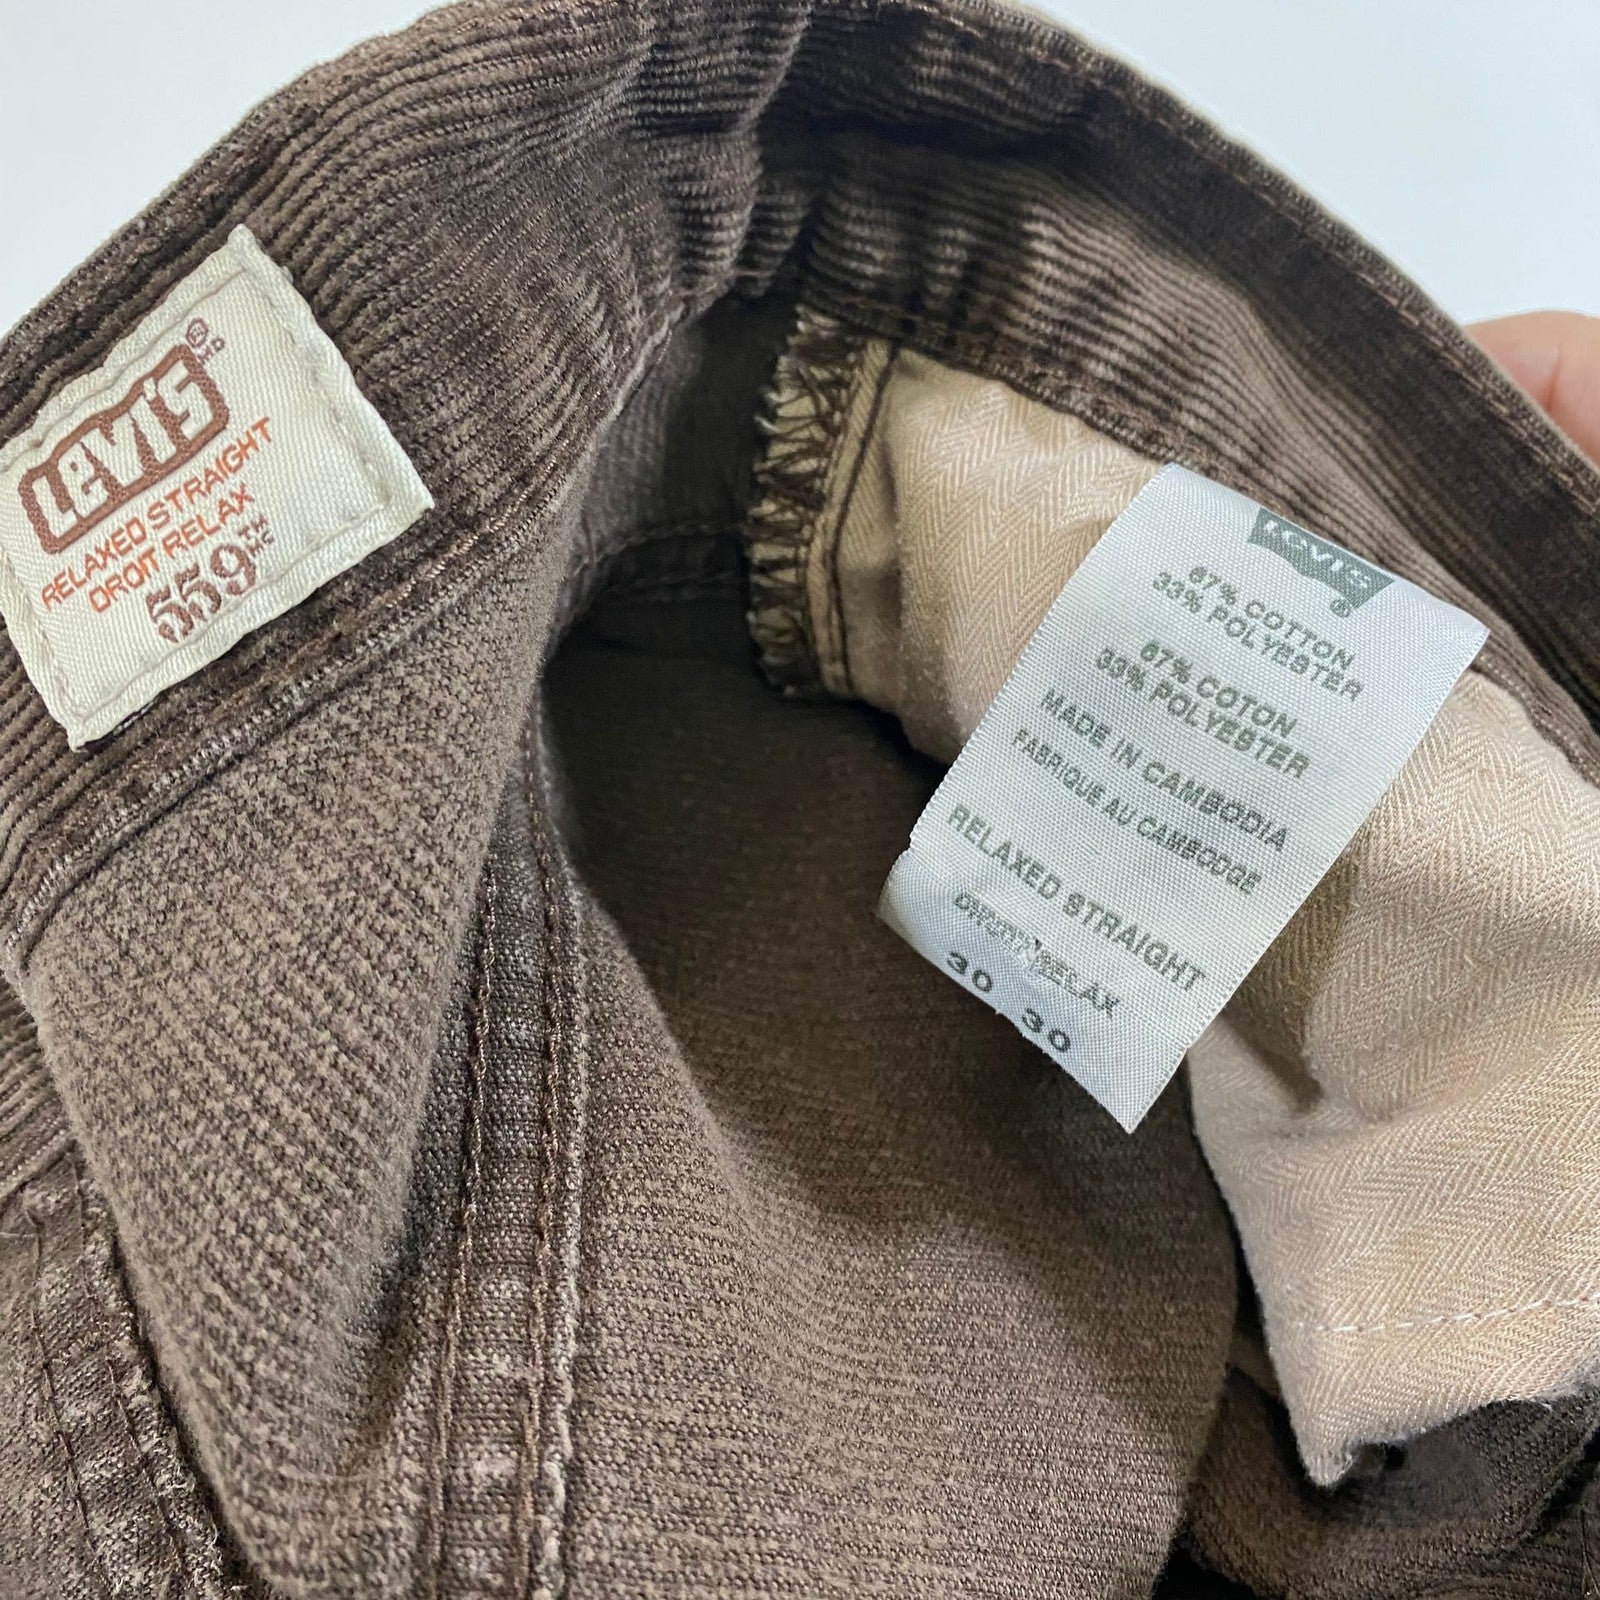 LEVI'S ®
RELAXED STRAIGHT
DROIT RELAX
559™
LEVI'S ®
67% COTTON
33% POLYESTER
67% COTON
33% POLYESTER
MADE IN CAMBODIA
FABRIQUE AU CAMBODGE
RELAXED STRAIGHT
DROIT RELAX
30 30